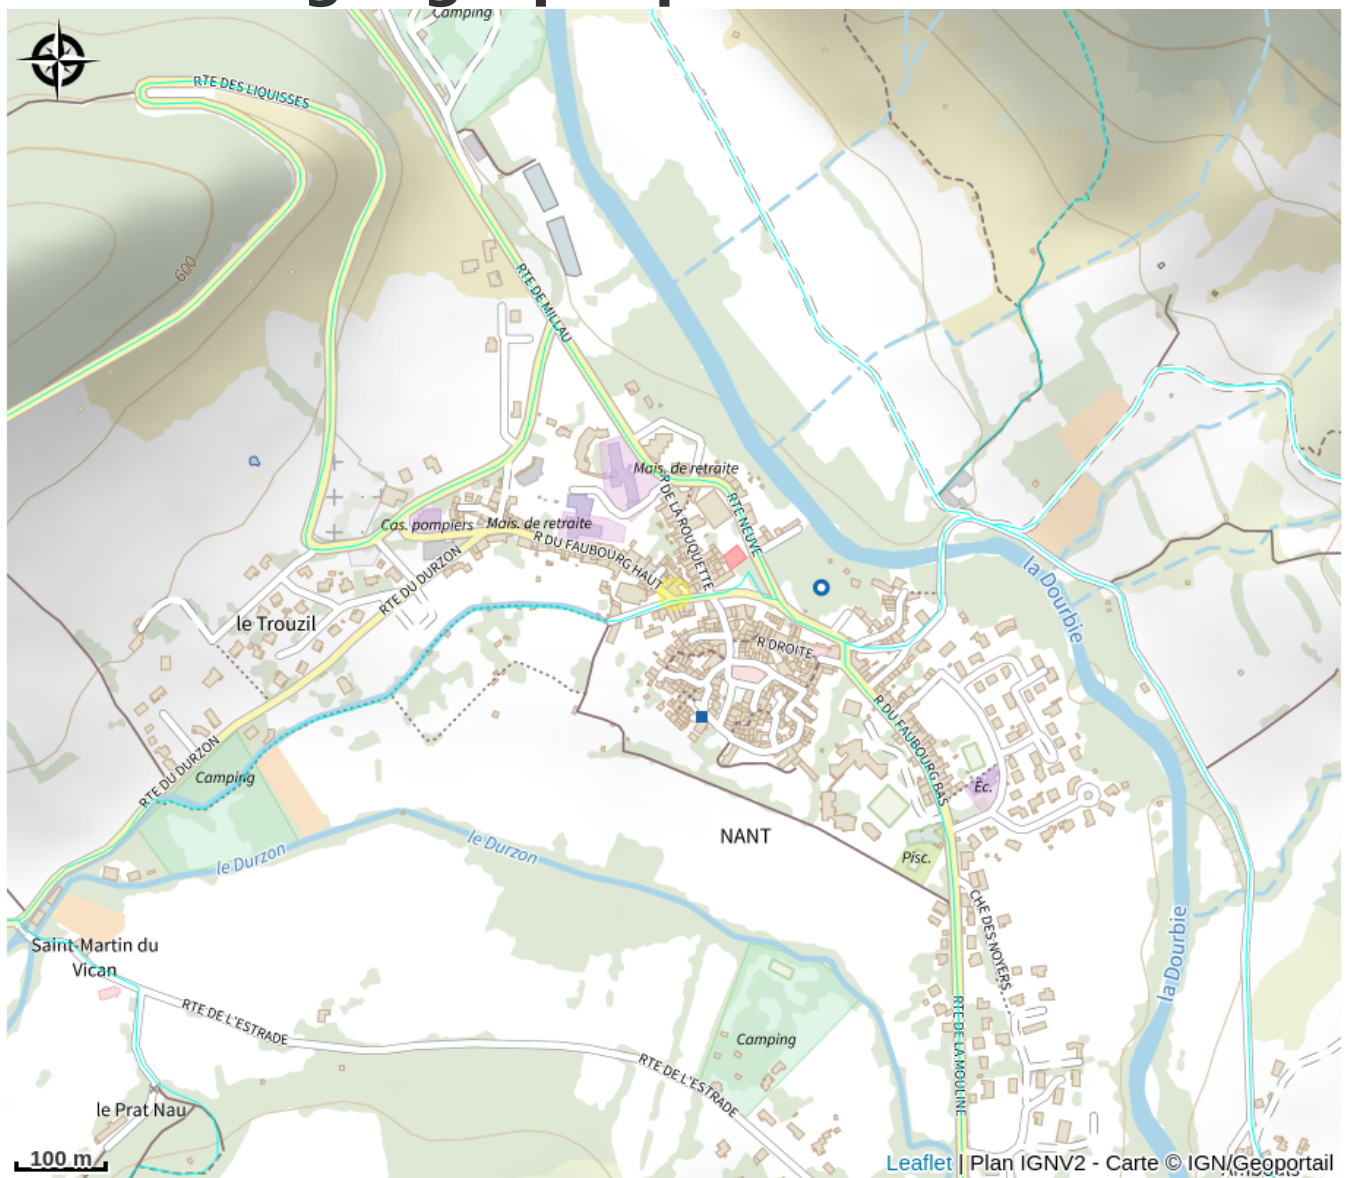 Camping
RTE DES LIQUISSES
600
RTE DE MILLAU
Mais. de retraite
R DE LA ROUQUETTE
RTE NEUVE
Cas. pompiers
Mais. de retraite
R DU FAUBOURG HAUT
RTE DU DURZON
la Dourbie
le Trouzil
R DROITE
R DU FAUBOURG BAS
RTE DU DURZON
Camping
Éc.
NANT
le Durzon
le Durzon
Pisc.
CHE DES NOYERS
la Dourbie
Saint-Martin du
Vican
RTE DE L'ESTRADE
Camping
RTE DE L'ESTRADE
RTE DE LA MOULINE
le Prat Nau
100 m
Leaflet | Plan IGNV2 - Carte © IGN/Geoportail